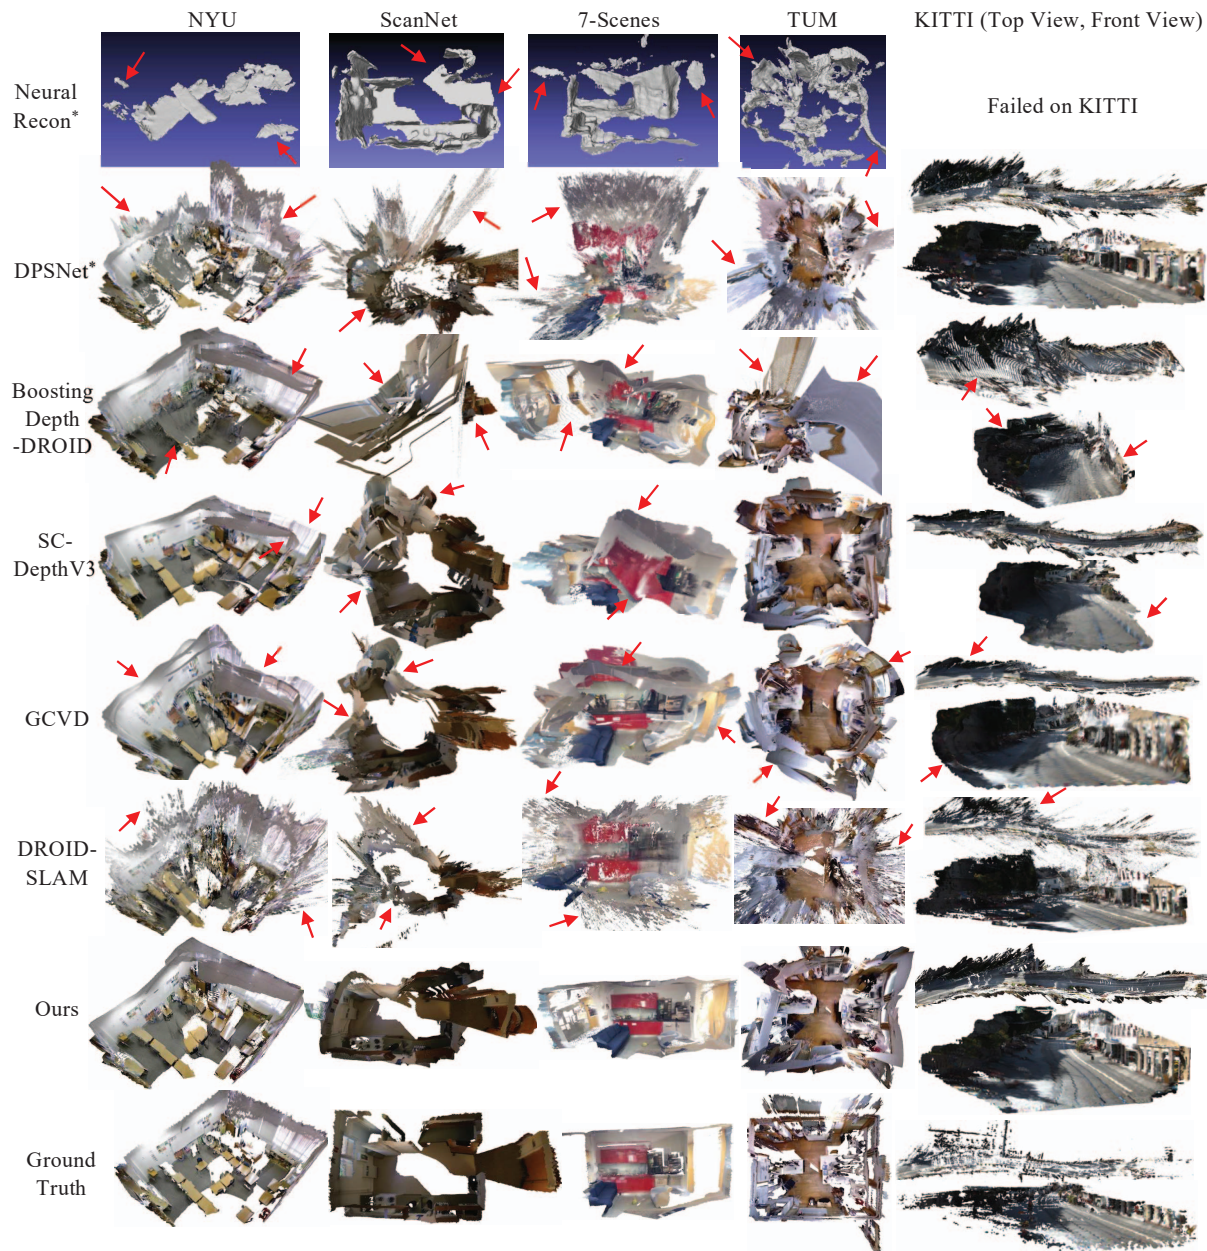 NYU ScanNet 7-Scenes TUM KITTI (Top View, Front View)
Neural
Recon*
Failed on KITTI
DPSNet*
Boosting
Depth
-DROID
SC-
DepthV3
GCVD
DROID-
SLAM
Ours
Ground
Truth